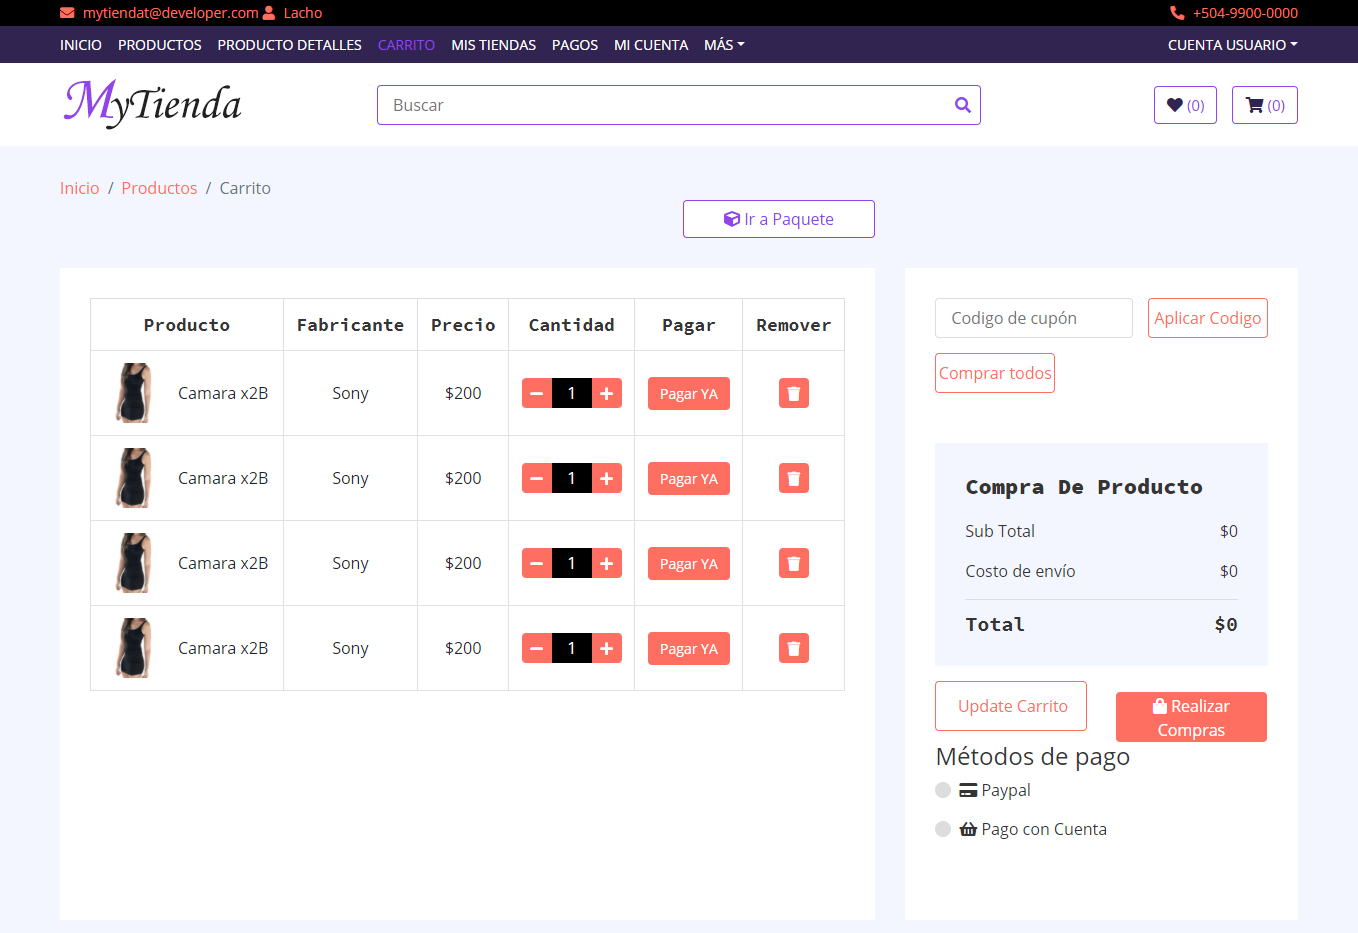 mytiendat@developer.com Lacho +504-9900-0000
INICIO PRODUCTOS PRODUCTO DETALLES CARRITO MIS TIENDAS PAGOS MI CUENTA MÁS CUENTA USUARIO
MyTienda Buscar (0) (0)
Inicio / Productos / Carrito
Ir a Paquete
Producto Fabricante Precio Cantidad Pagar Remover
Camara x2B Sony $200 1 Pagar YA
Camara x2B Sony $200 1 Pagar YA
Camara x2B Sony $200 1 Pagar YA
Camara x2B Sony $200 1 Pagar YA
Codigo de cupón Aplicar Codigo
Comprar todos
Compra De Producto
Sub Total $0
Costo de envío $0
Total $0
Update Carrito
Realizar
Compras
Métodos de pago
Paypal
Pago con Cuenta